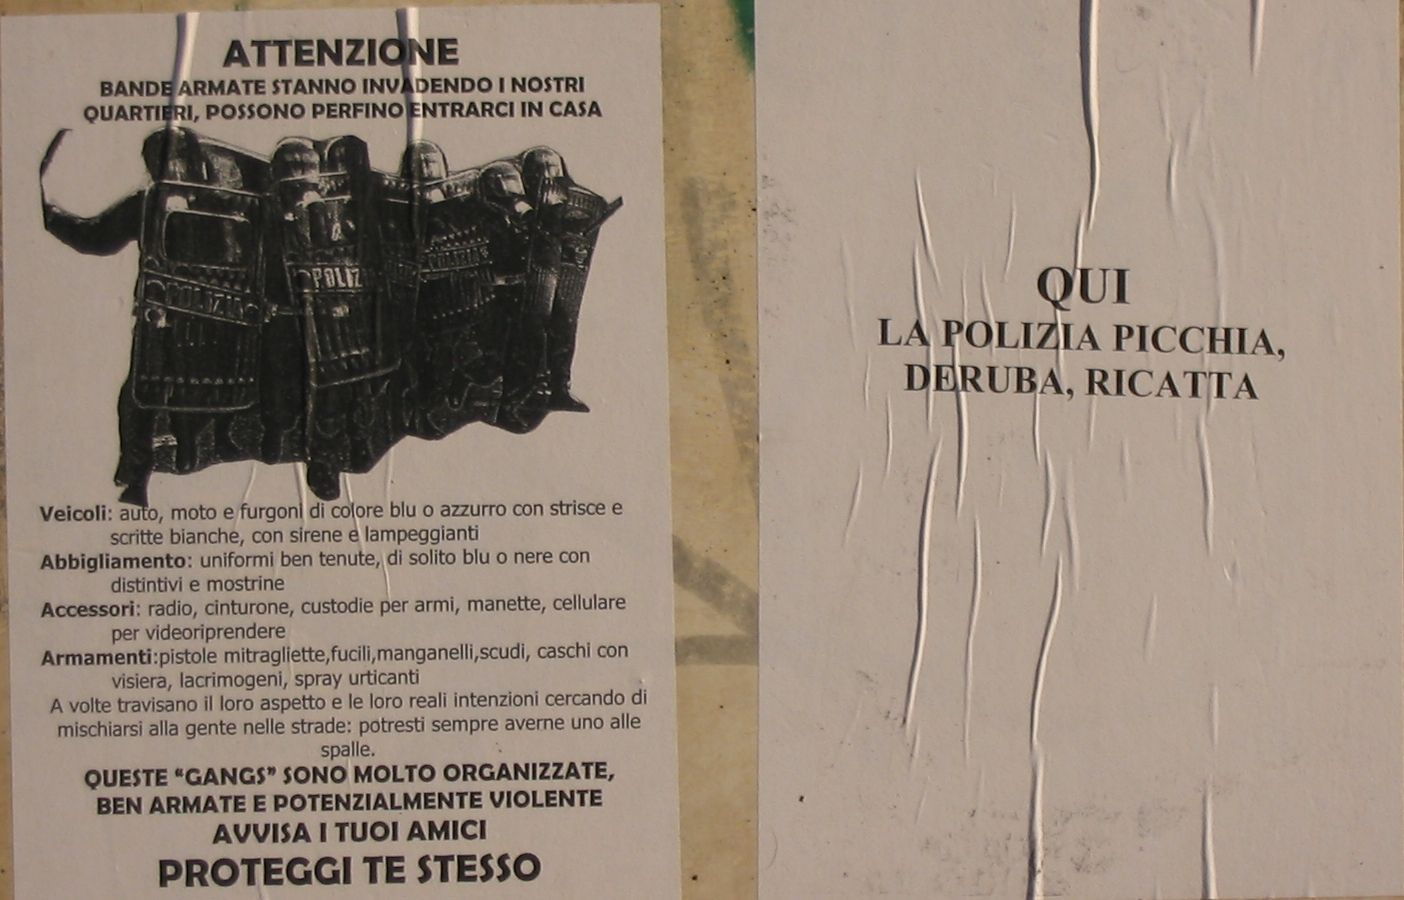 ATTENZIONE
BANDE ARMATE STANNO INVADENDO I NOSTRI
QUARTIERI, POSSONO PERFINO ENTRARCI IN CASA
POLIZIA
POLIZ
POLIZIA
Veicoli: auto, moto e furgoni di colore blu o azzurro con strisce e
scritte bianche, con sirene e lampeggianti
Abbigliamento: uniformi ben tenute, di solito blu o nere con
distintivi e mostrine
Accessori: radio, cinturone, custodie per armi, manette, cellulare
per videoriprendere
Armamenti:pistole mitragliette,fucili,manganelli,scudi, caschi con
visiera, lacrimogeni, spray urticanti
A volte travisano il loro aspetto e le loro reali intenzioni cercando di
mischiarsi alla gente nelle strade: potresti sempre averne uno alle
spalle.
QUESTE “GANGS” SONO MOLTO ORGANIZZATE,
BEN ARMATE E POTENZIALMENTE VIOLENTE
AVVISA I TUOI AMICI
PROTEGGI TE STESSO
QUI
LA POLIZIA PICCHIA,
DERUBA, RICATTA